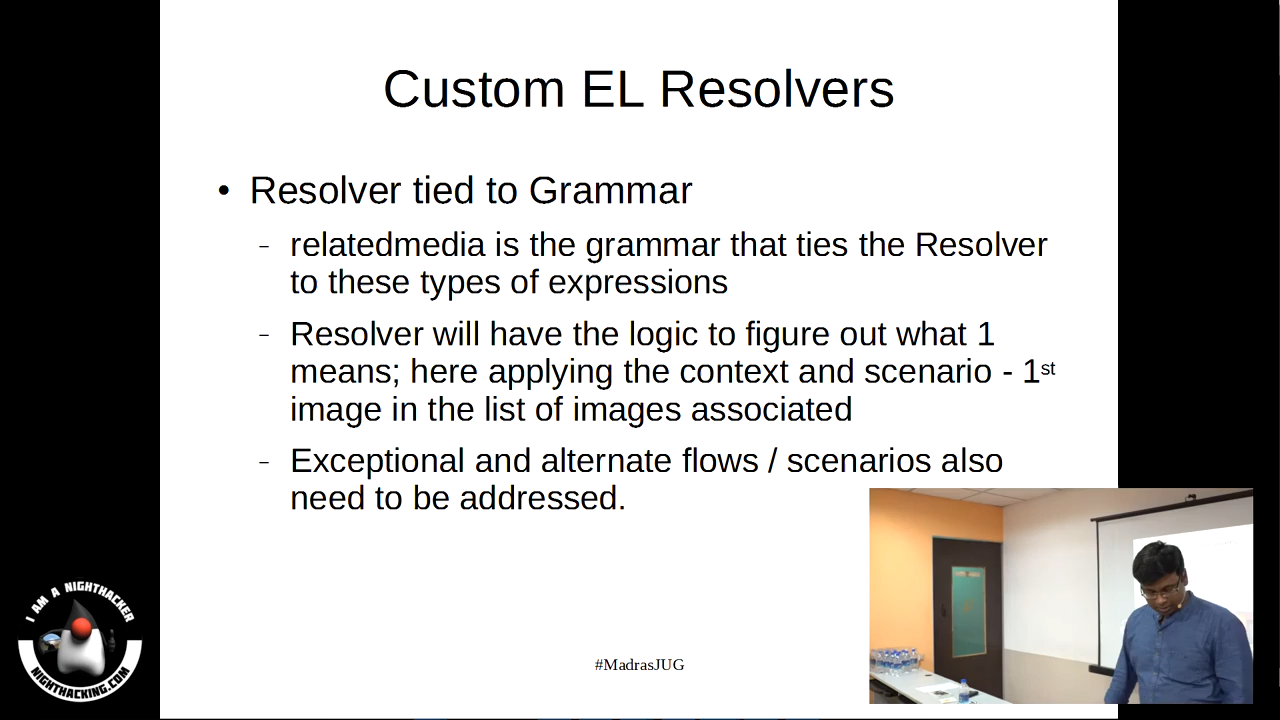 Custom EL Resolvers
• Resolver tied to Grammar
– relatedmedia is the grammar that ties the Resolver
to these types of expressions
– Resolver will have the logic to figure out what 1
means; here applying the context and scenario - 1st
image in the list of images associated
– Exceptional and alternate flows / scenarios also
need to be addressed.
I AM A NIGHTHACKER
NIGHTHACKING.COM
#MadrasJUG